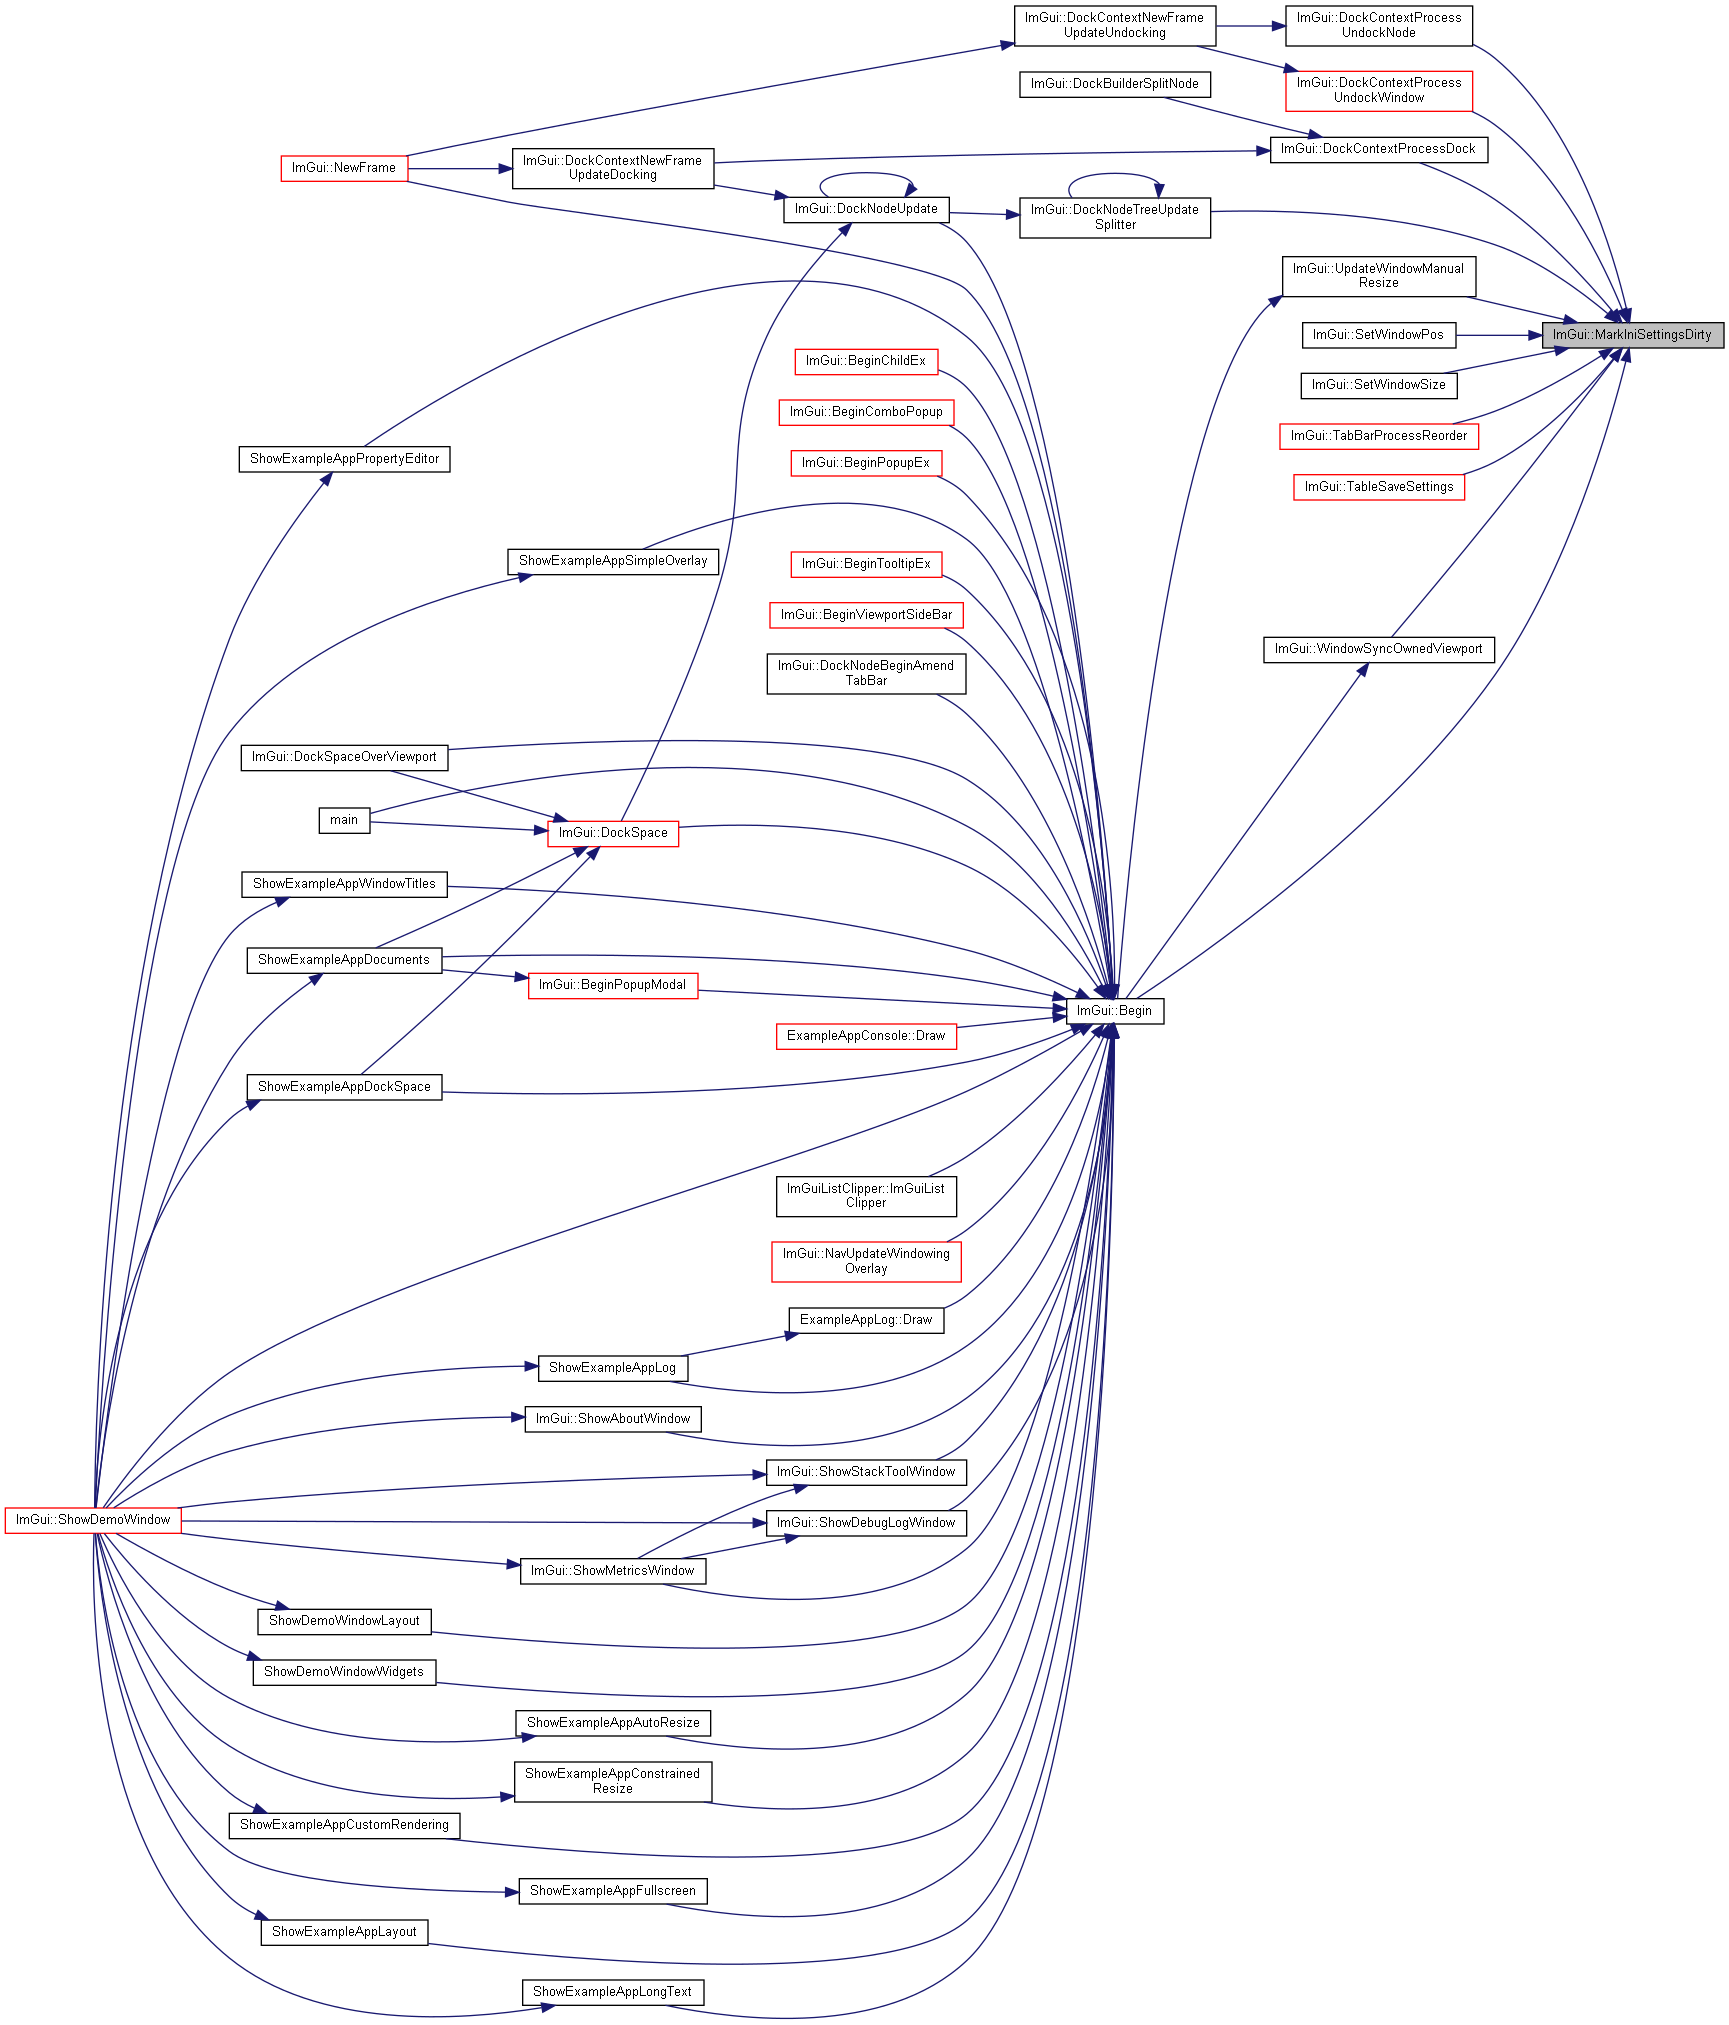 ImGui::DockContextNewFrame
UpdateUndocking
ImGui::DockContextProcess
UndockNode
ImGui::DockBuilderSplitNode
ImGui::DockContextProcess
UndockWindow
ImGui::NewFrame
ImGui::DockContextNewFrame
UpdateDocking
ImGui::DockContextProcessDock
ImGui::DockNodeUpdate
ImGui::DockNodeTreeUpdate
Splitter
ImGui::UpdateWindowManual
Resize
ImGui::MarkIniSettingsDirty
ImGui::SetWindowPos
ImGui::BeginChildEx
ImGui::SetWindowSize
ImGui::BeginComboPopup
ImGui::TabBarProcessReorder
ShowExampleAppPropertyEditor
ImGui::BeginPopupEx
ImGui::TableSaveSettings
ShowExampleAppSimpleOverlay
ImGui::BeginTooltipEx
ImGui::BeginViewportSideBar
ImGui::DockNodeBeginAmend
TabBar
ImGui::WindowSyncOwnedViewport
ImGui::DockSpaceOverViewport
main
ImGui::DockSpace
ShowExampleAppWindowTitles
ShowExampleAppDocuments
ImGui::BeginPopupModal
ImGui::Begin
ExampleAppConsole::Draw
ShowExampleAppDockSpace
ImGuiListClipper::ImGuiList
Clipper
ImGui::NavUpdateWindowing
Overlay
ExampleAppLog::Draw
ShowExampleAppLog
ImGui::ShowAboutWindow
ImGui::ShowStackToolWindow
ImGui::ShowDemoWindow
ImGui::ShowDebugLogWindow
ImGui::ShowMetricsWindow
ShowDemoWindowLayout
ShowDemoWindowWidgets
ShowExampleAppAutoResize
ShowExampleAppConstrained
Resize
ShowExampleAppCustomRendering
ShowExampleAppFullscreen
ShowExampleAppLayout
ShowExampleAppLongText